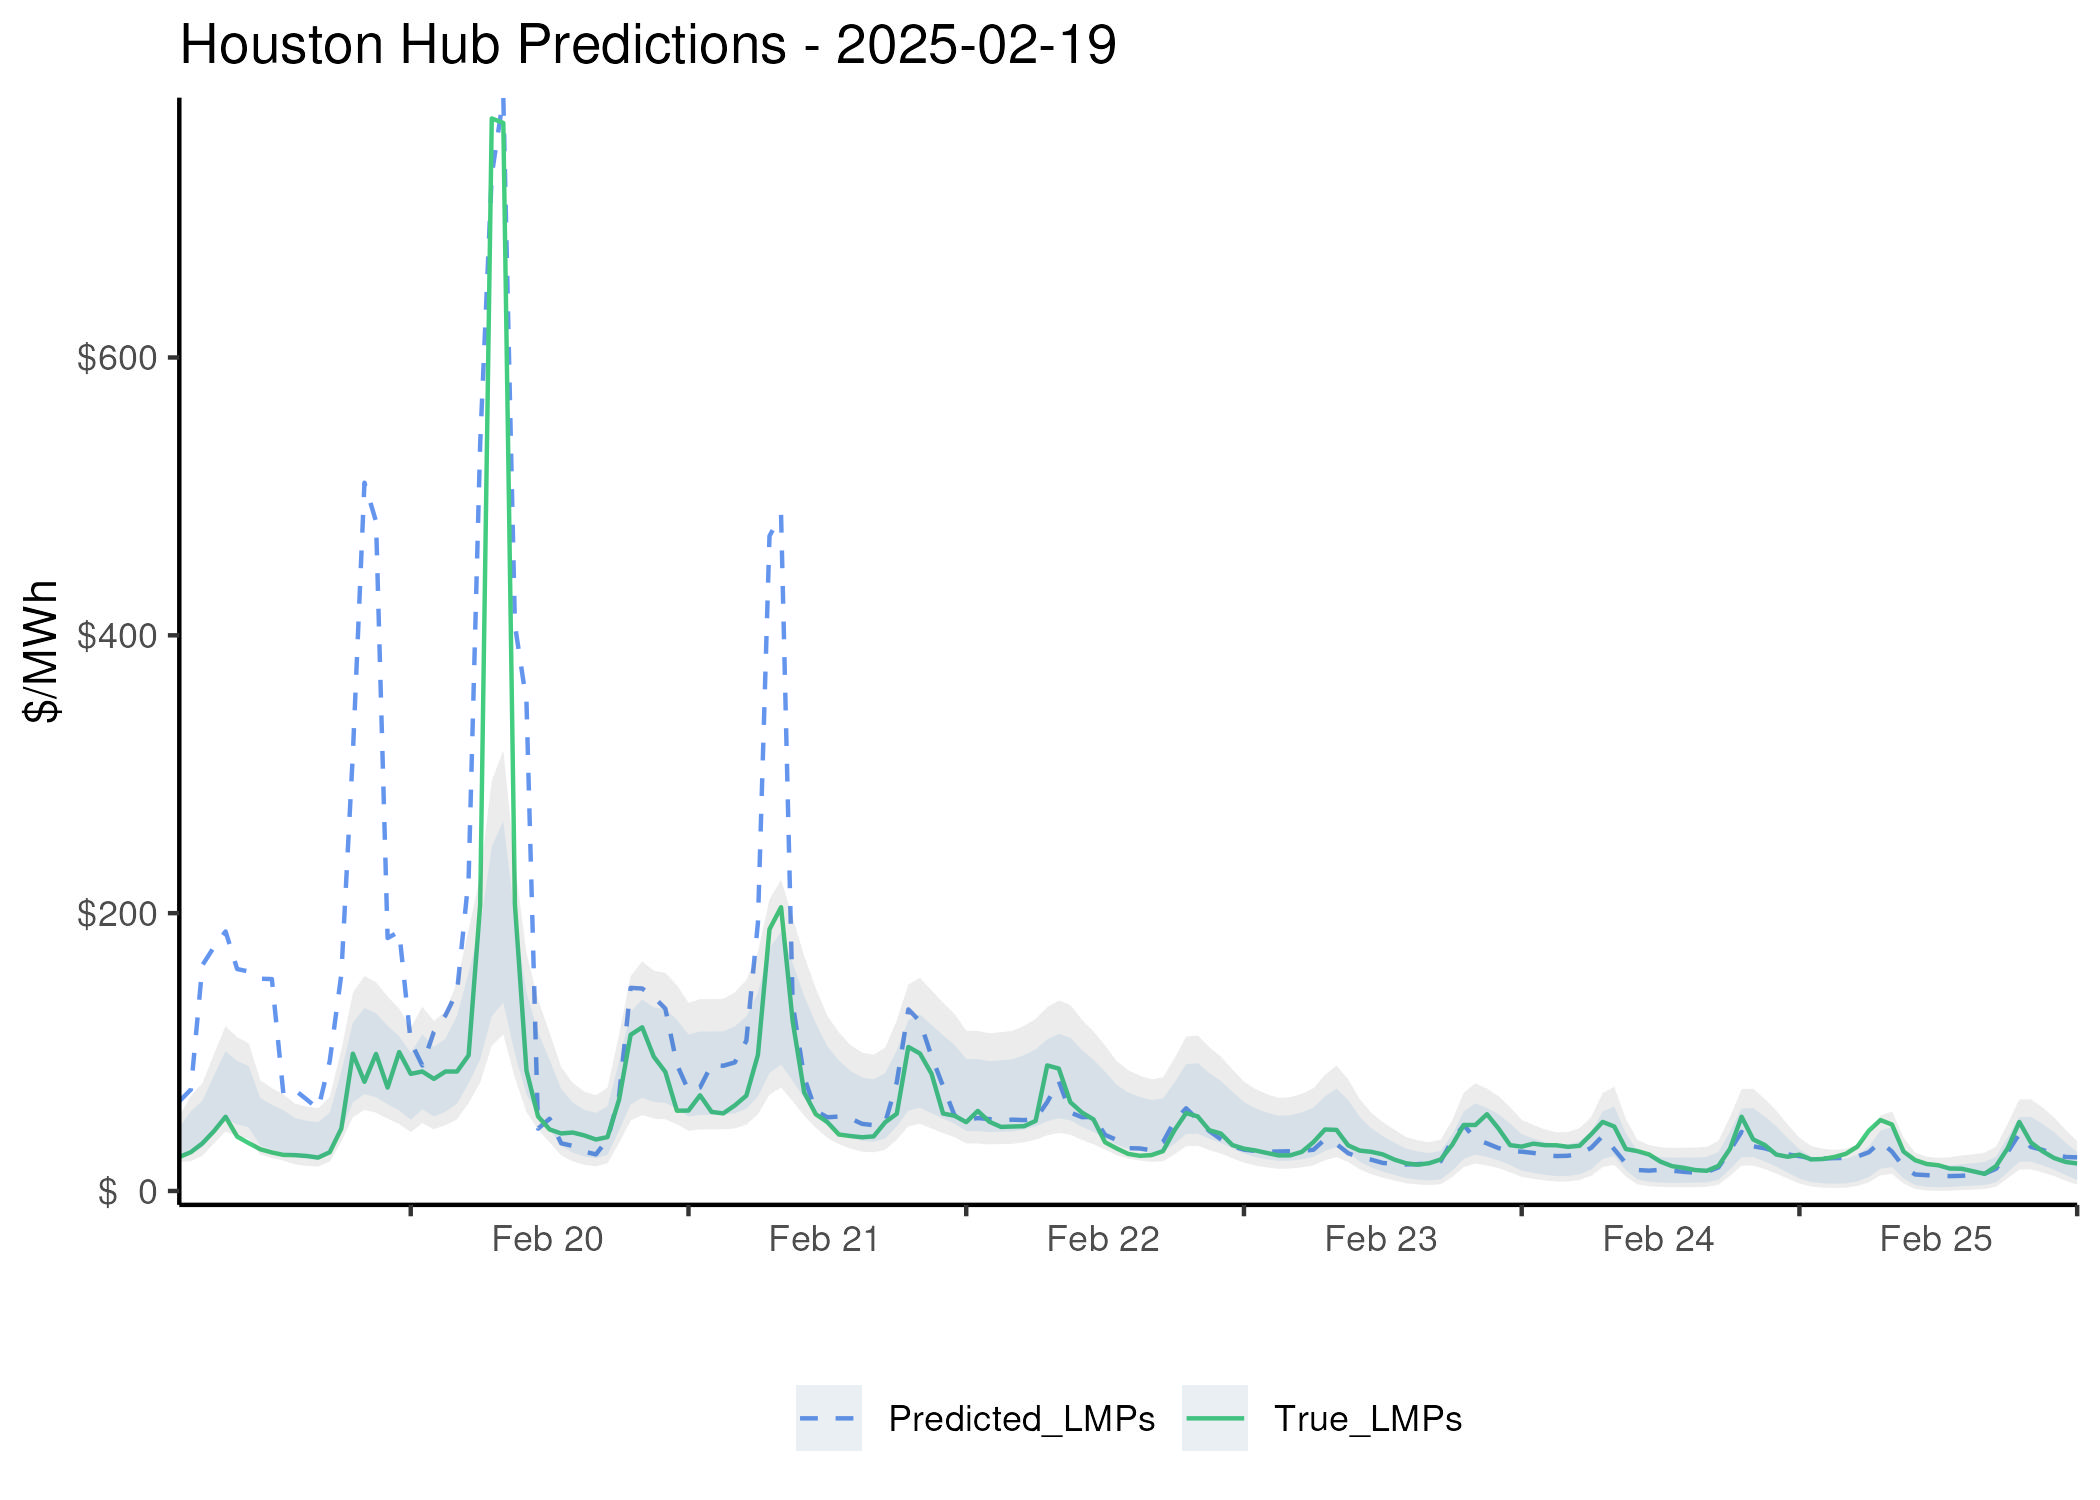 Houston Hub Predictions - 2025-02-19
$/MWh
$600
$400
$200
$ 0
Feb 20 Feb 21 Feb 22 Feb 23 Feb 24 Feb 25
Predicted_LMPs True_LMPs